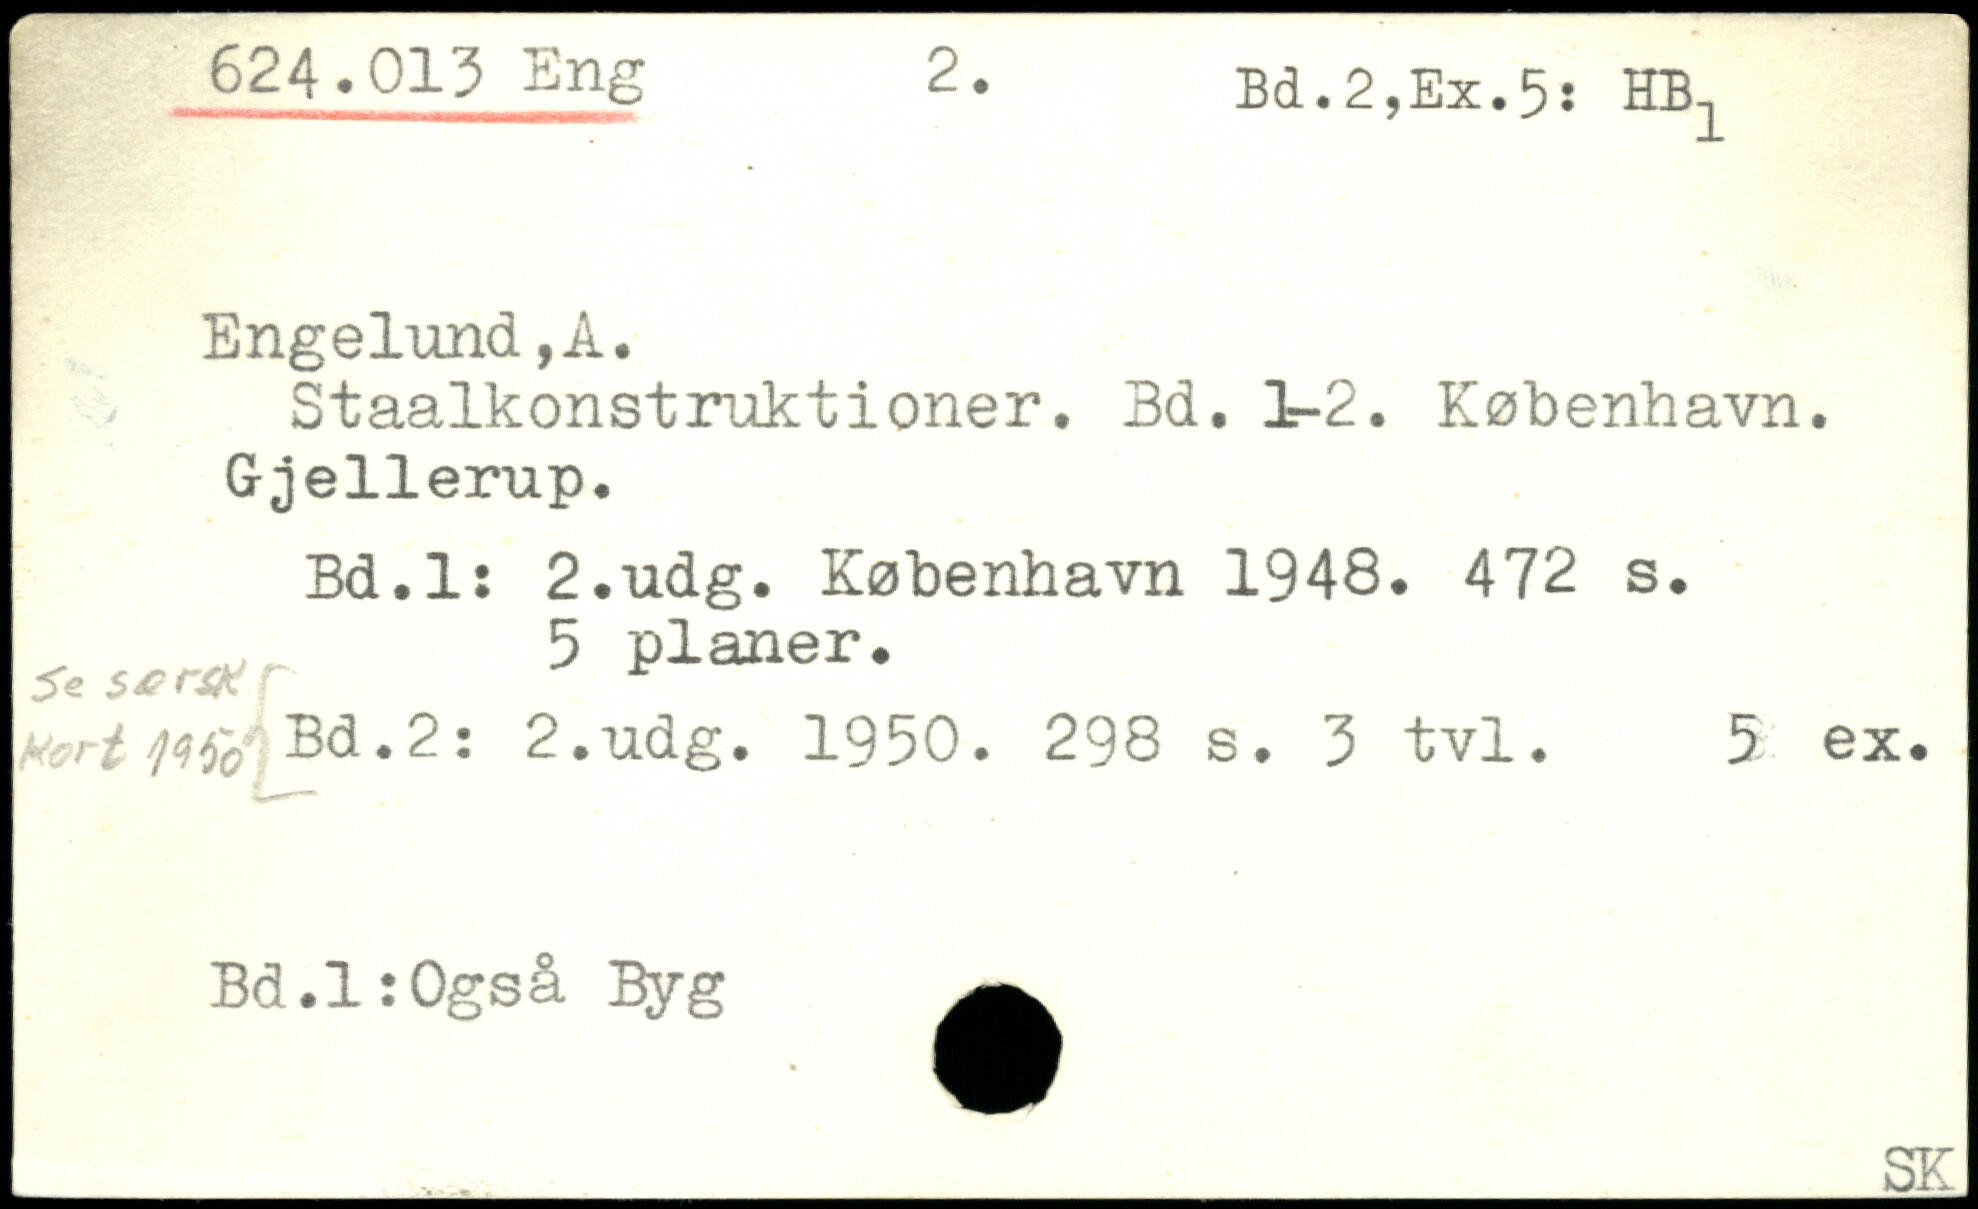 624.013 Eng 2. Bd.2,Ex.5: HB1
Engelund,A.
Staalkonstruktioner. Bd. 1-2. København.
Gjellerup.
Bd.1: 2.udg. København 1948. 472 s.
5 planer.
Se særsk
Kort 1950
Bd.2: 2.udg. 1950. 298 s. 3 tvl. 5 ex.
Bd.1:Også Byg
SK